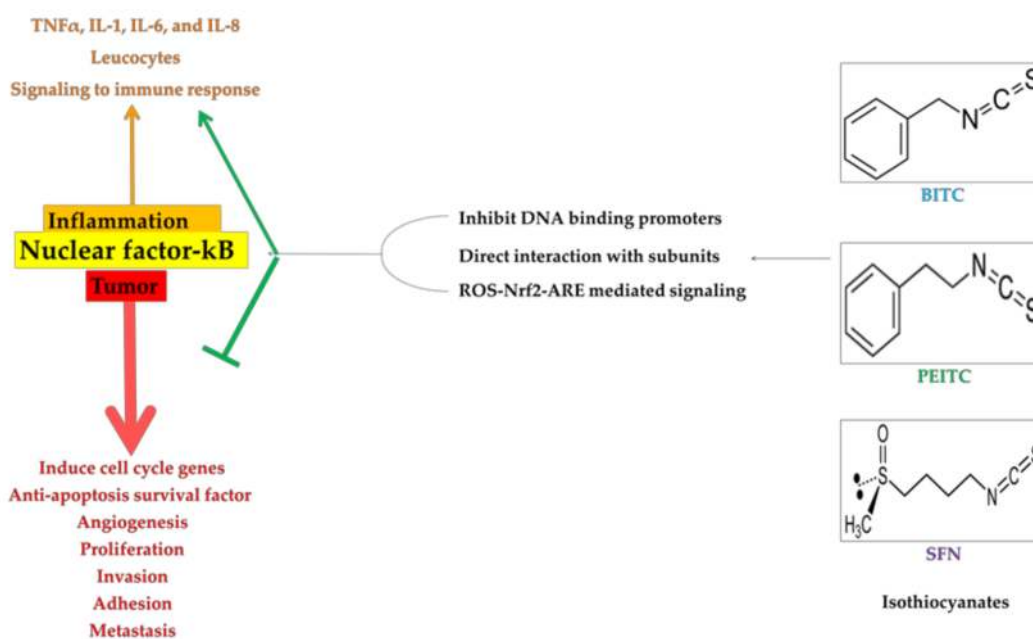 TNFα, IL-1, IL-6, and IL-8
Leucocytes
Signaling to immune response
Inflammation
Nuclear factor-kB
Tumor
Induce cell cycle genes
Anti-apoptosis survival factor
Angiogenesis
Proliferation
Invasion
Adhesion
Metastasis
Inhibit DNA binding promoters
Direct interaction with subunits
ROS-Nrf2-ARE mediated signaling
N C S
BITC
N C S
PEITC
O
S
N C S
H₃C
SFN
Isothiocyanates